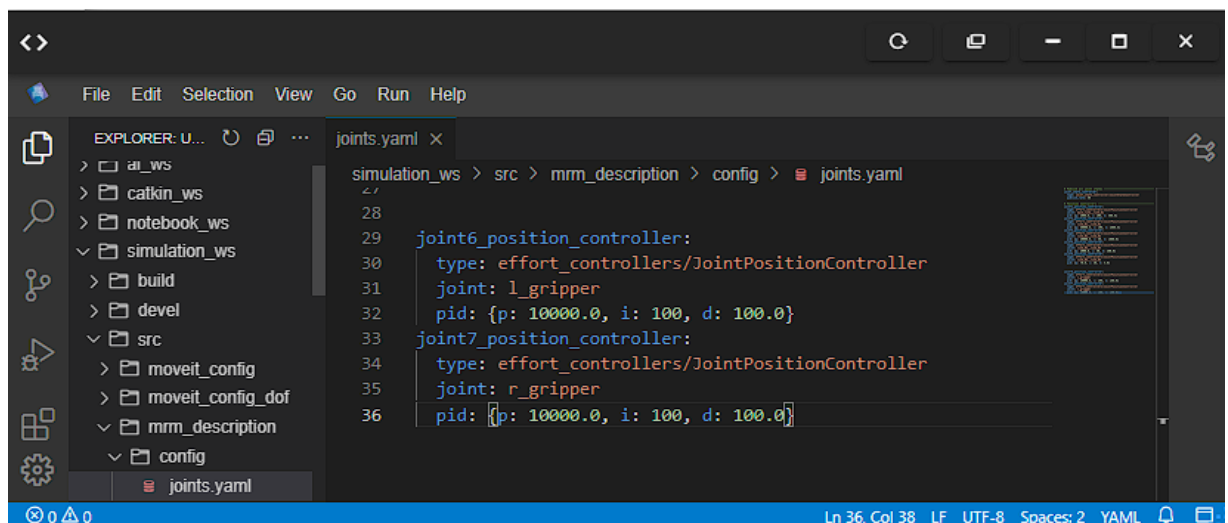 File Edit Selection View Go Run Help
EXPLORER: U...
ai_ws
catkin_ws
notebook_ws
simulation_ws
build
devel
src
moveit_config
moveit_config_dof
mrm_description
config
joints.yaml
joints.yaml
simulation_ws > src > mrm_description > config > joints.yaml
27
28
29 joint6_position_controller:
30 type: effort_controllers/JointPositionController
31 joint: l_gripper
32 pid: {p: 10000.0, i: 100, d: 100.0}
33 joint7_position_controller:
34 type: effort_controllers/JointPositionController
35 joint: r_gripper
36 pid: {p: 10000.0, i: 100, d: 100.0}
0 0
Ln 36, Col 38 LF UTF-8 Spaces: 2 YAML